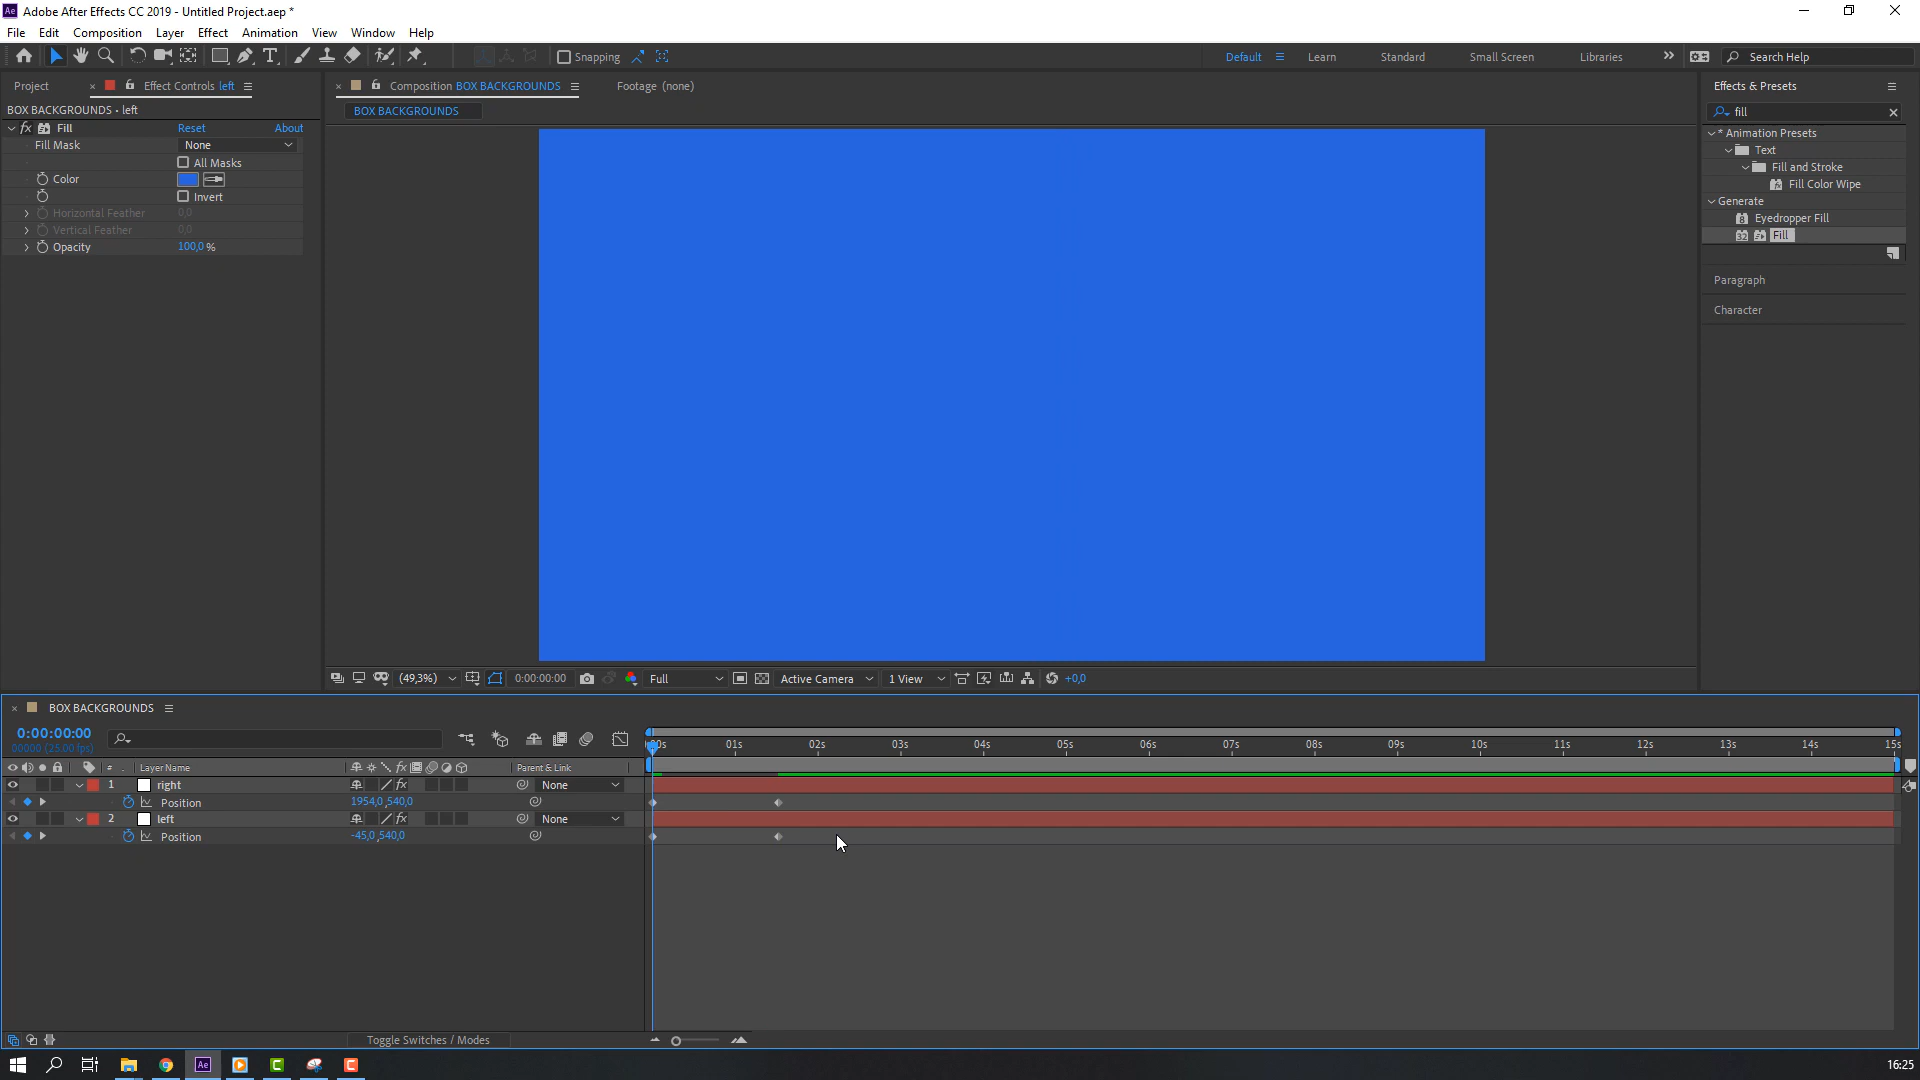 Adobe After Effects CC 2019 - Untitled Project.aep *
File Edit Composition Layer Effect Animation View Window Help
Snapping
Default Learn Standard Small Screen Libraries Search Help
Project Effect Controls left
BOX BACKGROUNDS • left
fx Fill Reset About
Fill Mask None
All Masks
Color
Invert
Horizontal Feather 0,0
Vertical Feather 0,0
Opacity 100,0 %
Composition BOX BACKGROUNDS Footage (none)
BOX BACKGROUNDS
(49,3%) 0:00:00:00 Full Active Camera 1 View +0,0
Effects & Presets
fill
* Animation Presets
Text
Fill and Stroke
Fill Color Wipe
Generate
Eyedropper Fill
Fill
Paragraph
Character
BOX BACKGROUNDS
0:00:00:00
00000 (25.00 fps)
01s 02s 03s 04s 05s 06s 07s 08s 09s 10s 11s 12s 13s 14s 15s
# Layer Name Parent & Link
1 right None
Position 1954,0 ,540,0
2 left None
Position -45,0 ,540,0
Toggle Switches / Modes
16:25